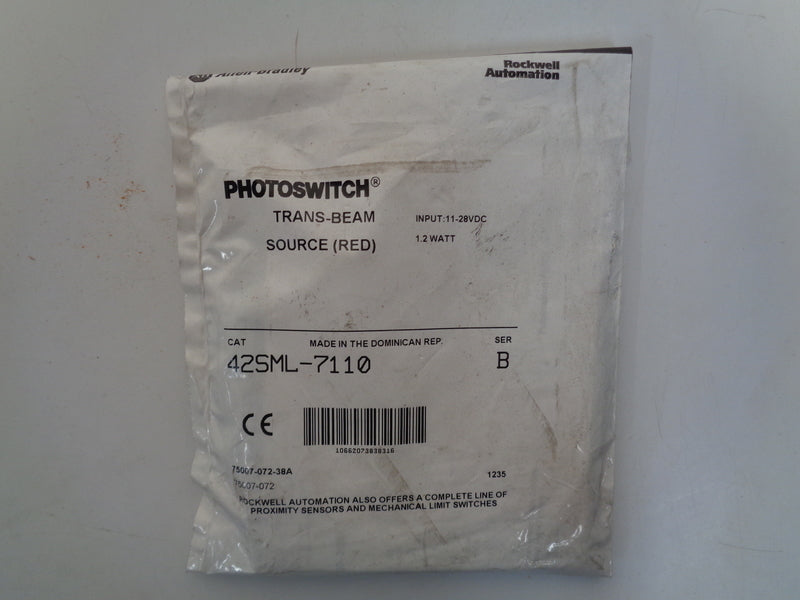 Allen-Bradley
Rockwell
Automation
PHOTOSWITCH®
TRANS-BEAM
INPUT:11-28VDC
SOURCE (RED)
1.2 WATT
CAT
MADE IN THE DOMINICAN REP.
SER
42SML-7110
B
CE
10662073838316
75007-072-38A
1235
75007-072
ROCKWELL AUTOMATION ALSO OFFERS A COMPLETE LINE OF
PROXIMITY SENSORS AND MECHANICAL LIMIT SWITCHES